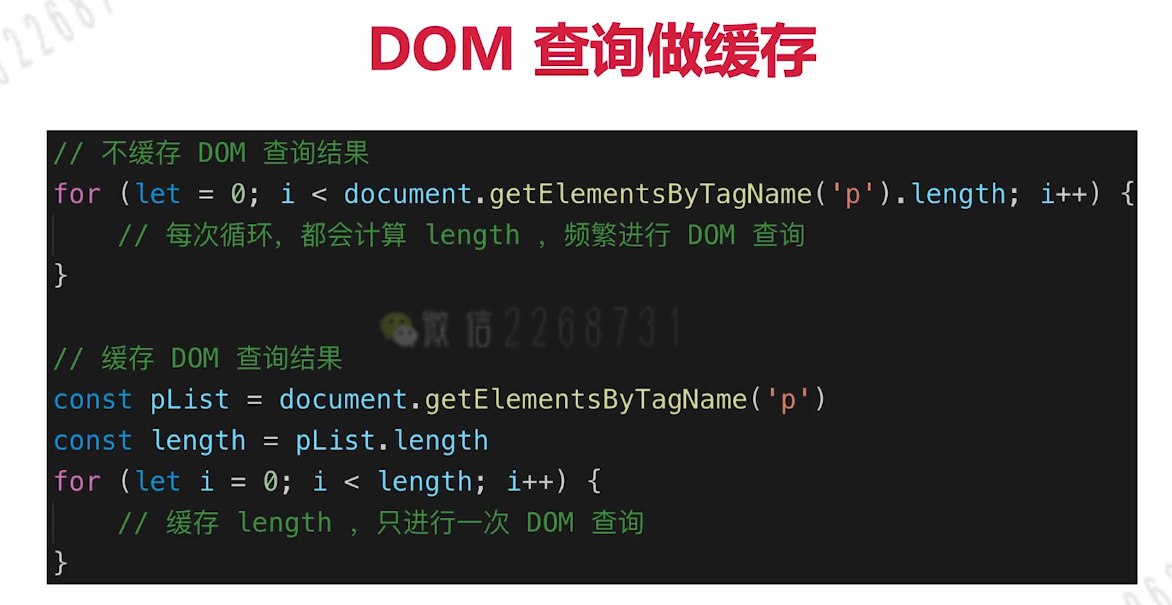 DOM 查询做缓存
// 不缓存 DOM 查询结果
for (let = 0; i < document.getElementsByTagName('p').length; i++) {
// 每次循环，都会计算 length ，频繁进行 DOM 查询
}
微信2268731
// 缓存 DOM 查询结果
const pList = document.getElementsByTagName('p')
const length = pList.length
for (let i = 0; i < length; i++) {
// 缓存 length ，只进行一次 DOM 查询
}